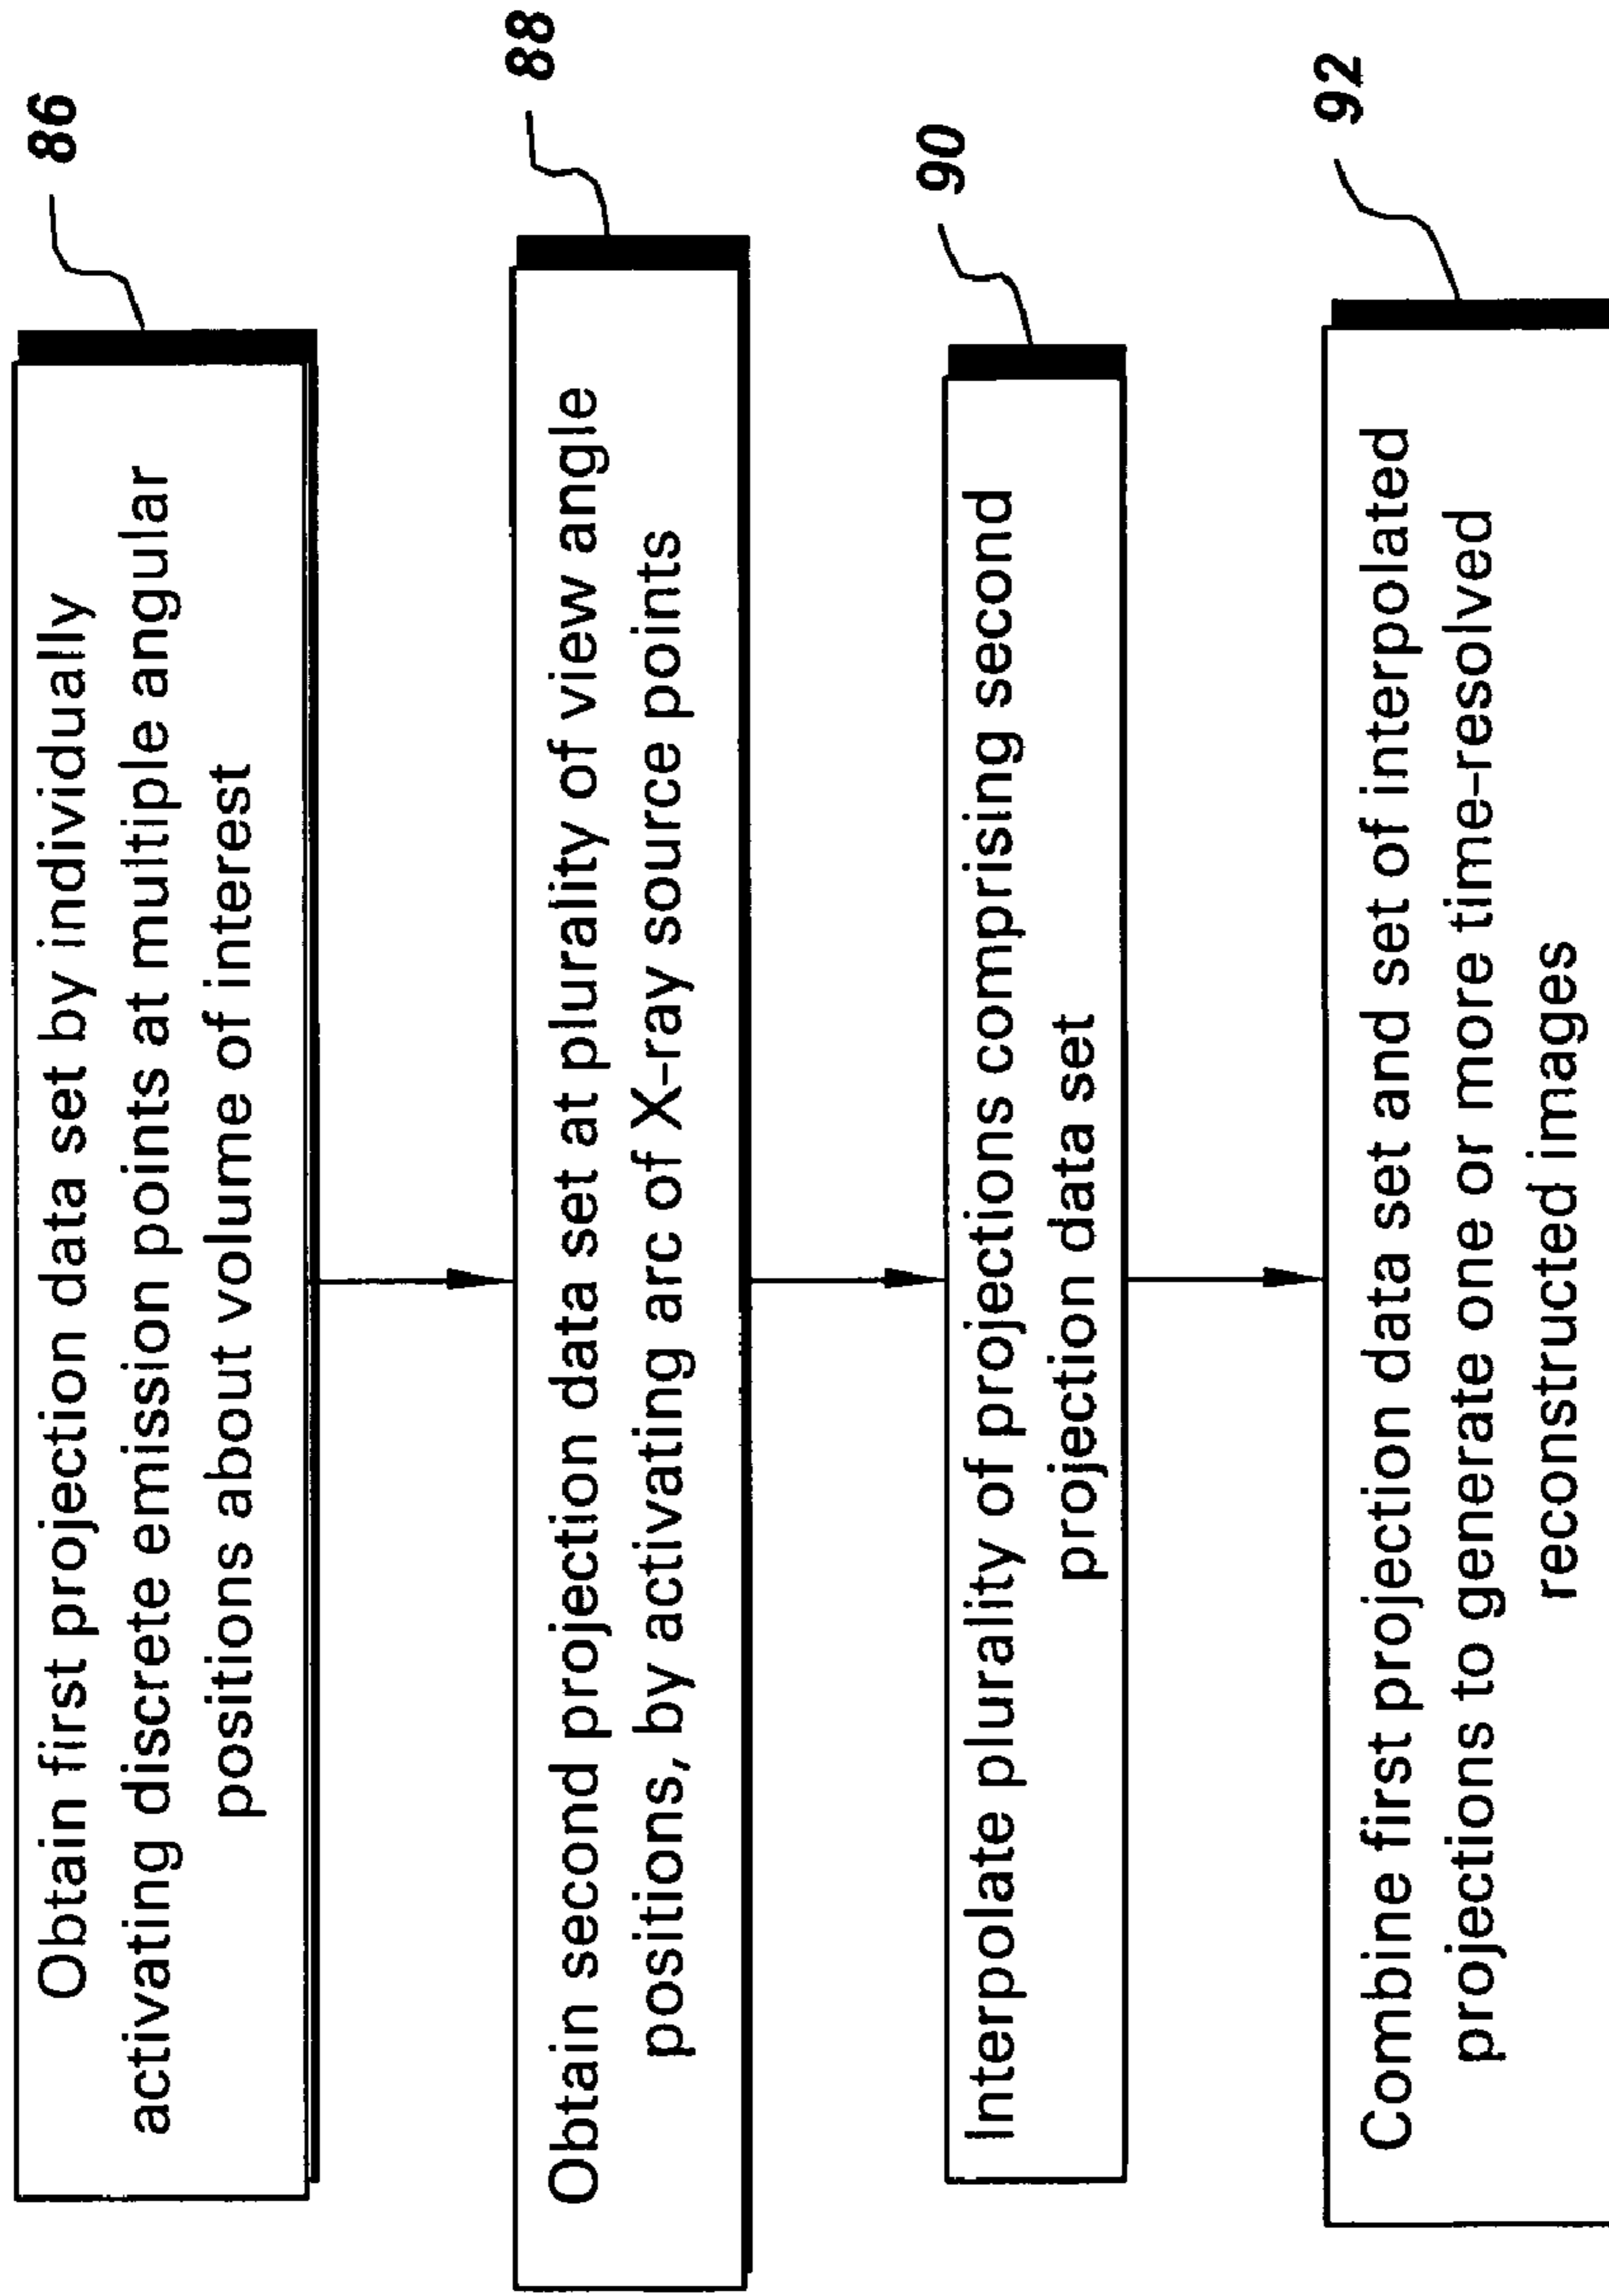 Obtain first projection data set by individually
activating discrete emission points at multiple angular
positions about volume of interest
86
Obtain second projection data set at plurality of view angle
positions, by activating arc of X-ray source points
88
Interpolate plurality of projections comprising second
projection data set
90
Combine first projection data set and set of interpolated
projections to generate one or more time-resolved
reconstructed images
92